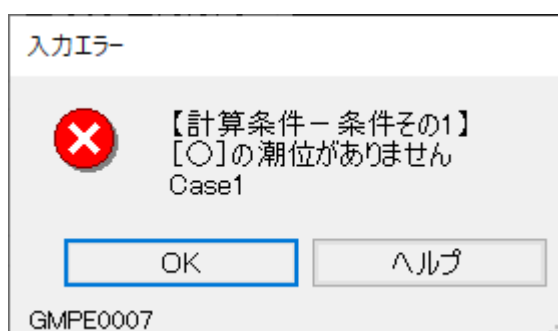 入力エラー
【計算条件－条件その1】
[○]の潮位がありません
Case1
OK
ヘルプ
GMPE0007